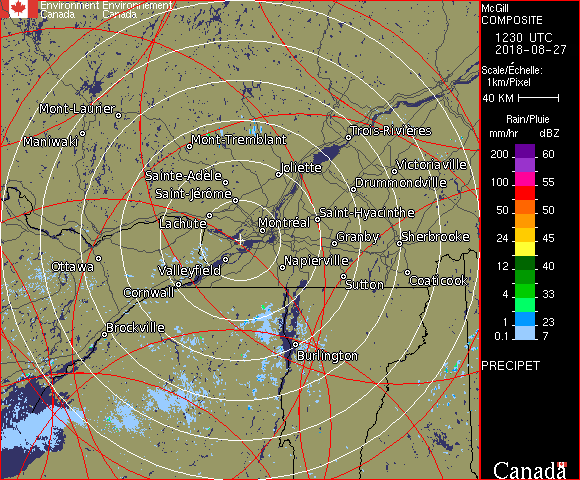 Environment Environnement
Canada Canada
McGill
COMPOSITE
1230 UTC
2018-08-27
Scale/Échelle:
1km/Pixel
40 KM
Rain/Pluie
mm/hr dBZ
200 60
150 57
100 55
50 50
24 45
12 40
4 33
1 23
0.1 7
PRECIPET
Canada
Mont-Laurier
Maniwaki
Mont-Tremblant
Trois-Rivières
Joliette
Victoriaville
Sainte-Adèle
Drummondville
Saint-Jérôme
Saint-Hyacinthe
Lachute
Montréal
Granby
Sherbrooke
Ottawa
Valleyfield
Napierville
Cornwall
Sutton
Coaticook
Brockville
Burlington